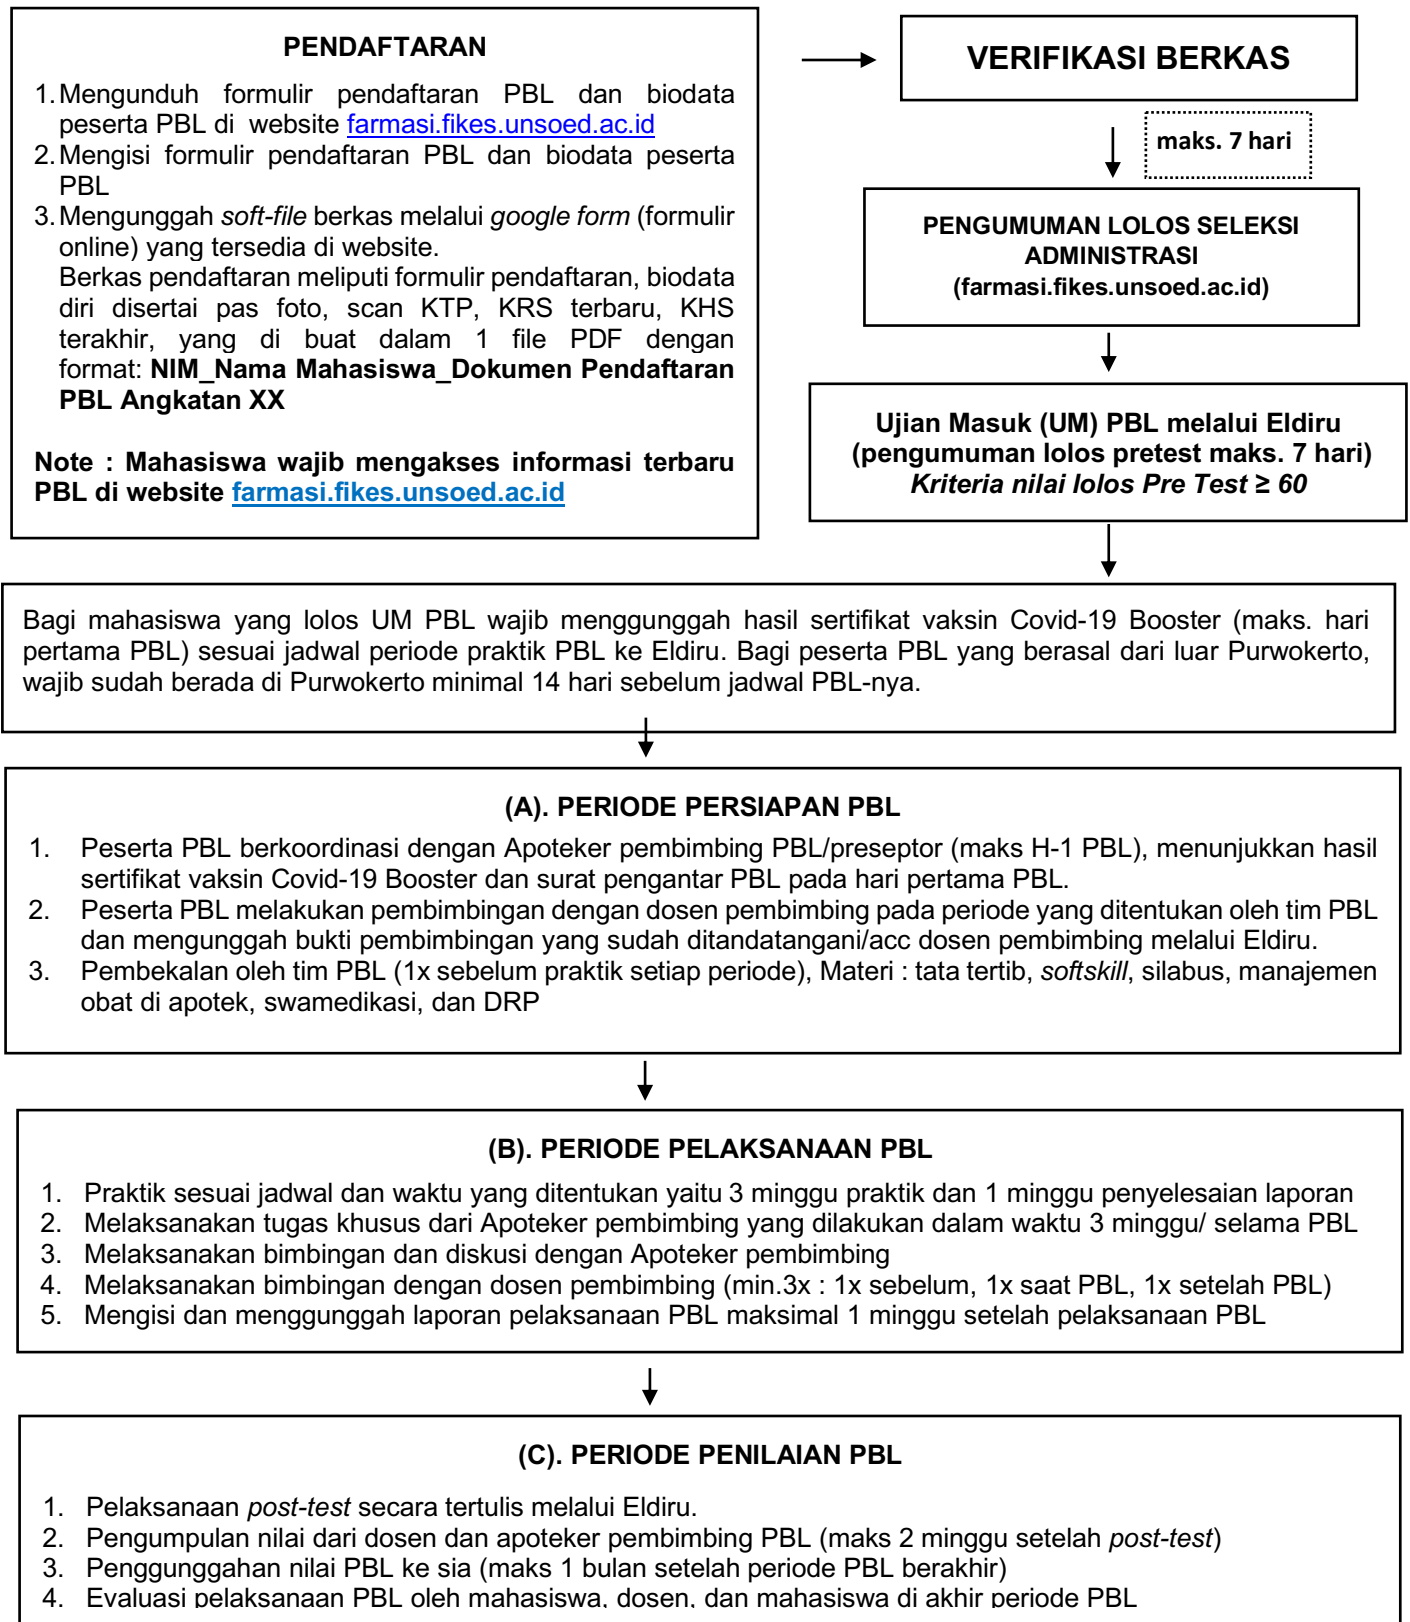 PENDAFTARAN
1. Mengunduh formulir pendaftaran PBL dan biodata
peserta PBL di website farmasi.fikes.unsoed.ac.id
2. Mengisi formulir pendaftaran PBL dan biodata peserta
PBL
3. Mengunggah soft-file berkas melalui google form (formulir
online) yang tersedia di website.
Berkas pendaftaran meliputi formulir pendaftaran, biodata
diri disertai pas foto, scan KTP, KRS terbaru, KHS
terakhir, yang di buat dalam 1 file PDF dengan
format: NIM_Nama Mahasiswa_Dokumen Pendaftaran
PBL Angkatan XX
Note : Mahasiswa wajib mengakses informasi terbaru
PBL di website farmasi.fikes.unsoed.ac.id
VERIFIKASI BERKAS
maks. 7 hari
PENGUMUMAN LOLOS SELEKSI
ADMINISTRASI
(farmasi.fikes.unsoed.ac.id)
Ujian Masuk (UM) PBL melalui Eldiru
(pengumuman lolos pretest maks. 7 hari)
Kriteria nilai lolos Pre Test ≥ 60
Bagi mahasiswa yang lolos UM PBL wajib menggunggah hasil sertifikat vaksin Covid-19 Booster (maks. hari
pertama PBL) sesuai jadwal periode praktik PBL ke Eldiru. Bagi peserta PBL yang berasal dari luar Purwokerto,
wajib sudah berada di Purwokerto minimal 14 hari sebelum jadwal PBL-nya.
(A). PERIODE PERSIAPAN PBL
1. Peserta PBL berkoordinasi dengan Apoteker pembimbing PBL/preseptor (maks H-1 PBL), menunjukkan hasil
sertifikat vaksin Covid-19 Booster dan surat pengantar PBL pada hari pertama PBL.
2. Peserta PBL melakukan pembimbingan dengan dosen pembimbing pada periode yang ditentukan oleh tim PBL
dan mengunggah bukti pembimbingan yang sudah ditandatangani/acc dosen pembimbing melalui Eldiru.
3. Pembekalan oleh tim PBL (1x sebelum praktik setiap periode), Materi : tata tertib, softskill, silabus, manajemen
obat di apotek, swamedikasi, dan DRP
(B). PERIODE PELAKSANAAN PBL
1. Praktik sesuai jadwal dan waktu yang ditentukan yaitu 3 minggu praktik dan 1 minggu penyelesaian laporan
2. Melaksanakan tugas khusus dari Apoteker pembimbing yang dilakukan dalam waktu 3 minggu/ selama PBL
3. Melaksanakan bimbingan dan diskusi dengan Apoteker pembimbing
4. Melaksanakan bimbingan dengan dosen pembimbing (min.3x : 1x sebelum, 1x saat PBL, 1x setelah PBL)
5. Mengisi dan menggunggah laporan pelaksanaan PBL maksimal 1 minggu setelah pelaksanaan PBL
(C). PERIODE PENILAIAN PBL
1. Pelaksanaan post-test secara tertulis melalui Eldiru.
2. Pengumpulan nilai dari dosen dan apoteker pembimbing PBL (maks 2 minggu setelah post-test)
3. Penggunggahan nilai PBL ke sia (maks 1 bulan setelah periode PBL berakhir)
4. Evaluasi pelaksanaan PBL oleh mahasiswa, dosen, dan mahasiswa di akhir periode PBL